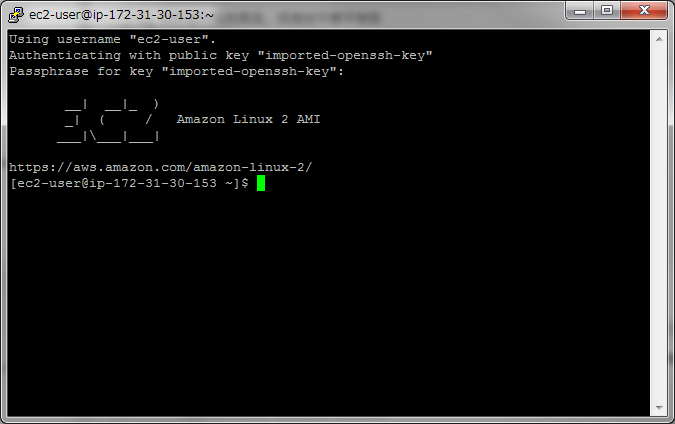 ec2-user@ip-172-31-30-153:~
Using username "ec2-user".
Authenticating with public key "imported-openssh-key"
Passphrase for key "imported-openssh-key":
       __|  __|_  )
       _|  (     /   Amazon Linux 2 AMI
      ___|\___|___|
https://aws.amazon.com/amazon-linux-2/
[ec2-user@ip-172-31-30-153 ~]$